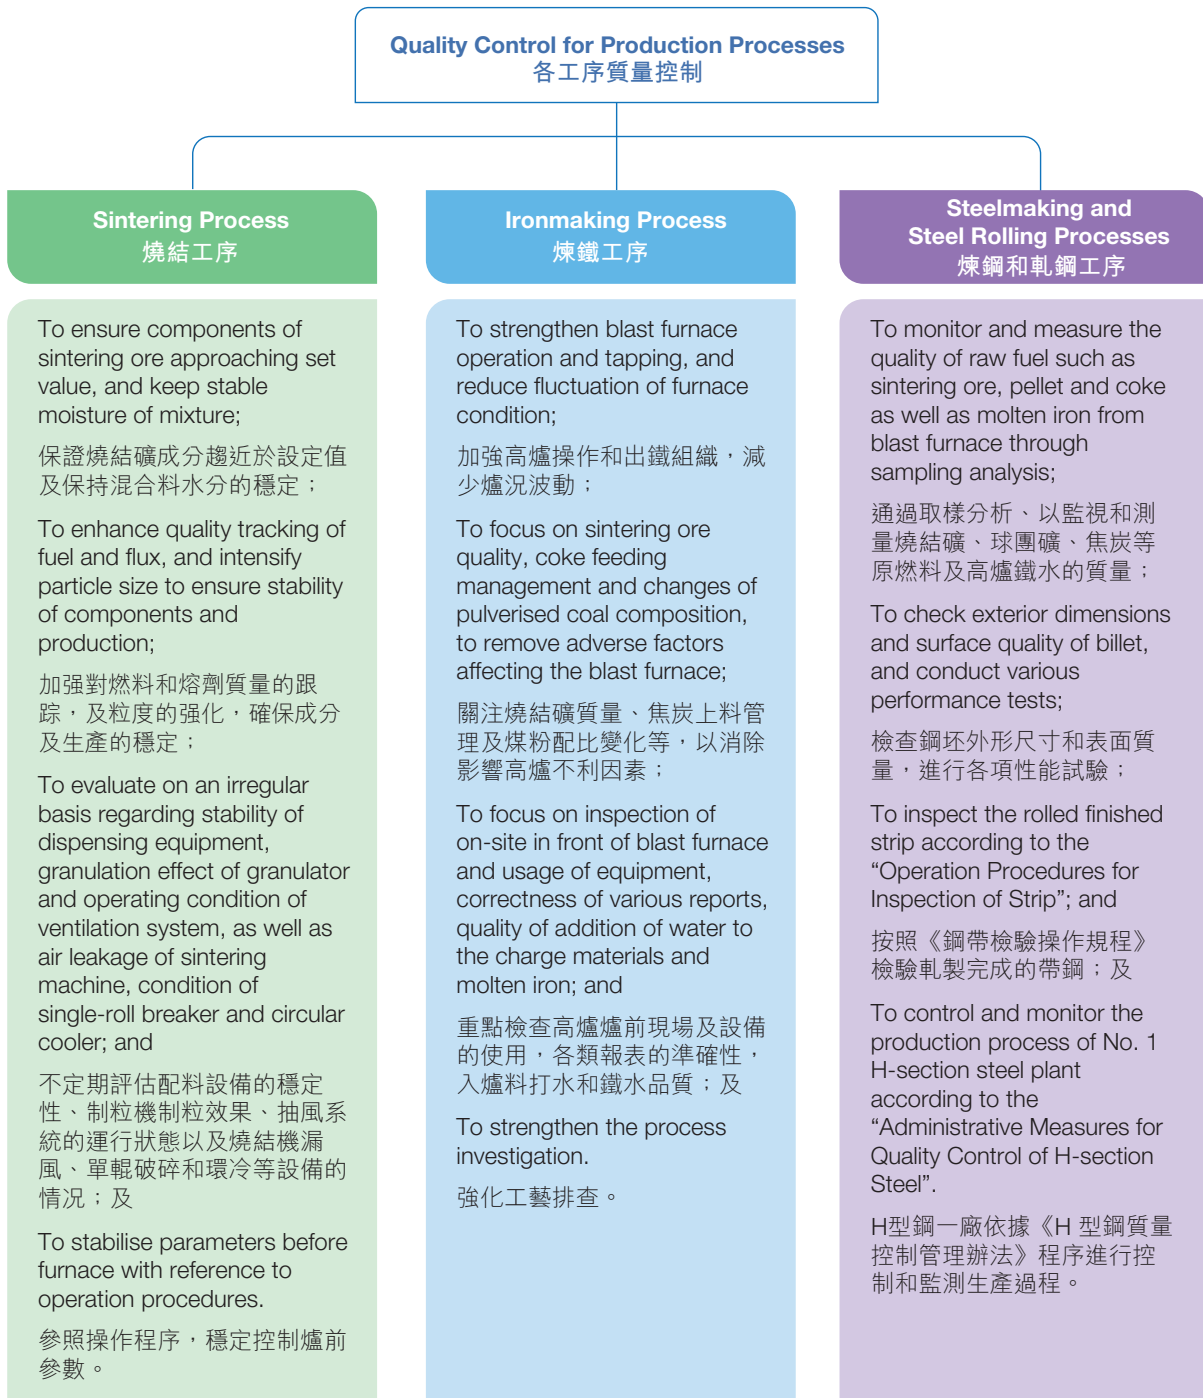 Quality Control for Production Processes
各工序質量控制
Sintering Process
燒結工序
To ensure components of
sintering ore approaching set
value, and keep stable
moisture of mixture;
保證燒結礦成分趨近於設定值
及保持混合料水分的穩定；
To enhance quality tracking of
fuel and flux, and intensify
particle size to ensure stability
of components and
production;
加强對燃料和熔劑質量的跟
踪，及粒度的强化，確保成分
及生產的穩定；
To evaluate on an irregular
basis regarding stability of
dispensing equipment,
granulation effect of granulator
and operating condition of
ventilation system, as well as
air leakage of sintering
machine, condition of
single-roll breaker and circular
cooler; and
不定期評估配料設備的穩定
性、制粒機制粒效果、抽風系
統的運行狀態以及燒結機漏
風、單輥破碎和環冷等設備的
情况；及
To stabilise parameters before
furnace with reference to
operation procedures.
參照操作程序，穩定控制爐前
參數。
Ironmaking Process
煉鐵工序
To strengthen blast furnace
operation and tapping, and
reduce fluctuation of furnace
condition;
加強高爐操作和出鐵組織，減
少爐況波動；
To focus on sintering ore
quality, coke feeding
management and changes of
pulverised coal composition,
to remove adverse factors
affecting the blast furnace;
關注燒結礦質量、焦炭上料管
理及煤粉配比變化等，以消除
影響高爐不利因素；
To focus on inspection of
on-site in front of blast furnace
and usage of equipment,
correctness of various reports,
quality of addition of water to
the charge materials and
molten iron; and
重點檢查高爐爐前現場及設備
的使用，各類報表的準確性，
入爐料打水和鐵水品質；及
To strengthen the process
investigation.
強化工藝排查。
Steelmaking and
Steel Rolling Processes
煉鋼和軋鋼工序
To monitor and measure the
quality of raw fuel such as
sintering ore, pellet and coke
as well as molten iron from
blast furnace through
sampling analysis;
通過取樣分析、以監視和測
量燒結礦、球團礦、焦炭等
原燃料及高爐鐵水的質量；
To check exterior dimensions
and surface quality of billet,
and conduct various
performance tests;
檢查鋼坯外形尺寸和表面質
量，進行各項性能試驗；
To inspect the rolled finished
strip according to the
“Operation Procedures for
Inspection of Strip”; and
按照《鋼帶檢驗操作規程》
檢驗軋製完成的帶鋼；及
To control and monitor the
production process of No. 1
H-section steel plant
according to the
“Administrative Measures for
Quality Control of H-section
Steel”.
H型鋼一廠依據《H 型鋼質量
控制管理辦法》程序進行控
制和監測生產過程。